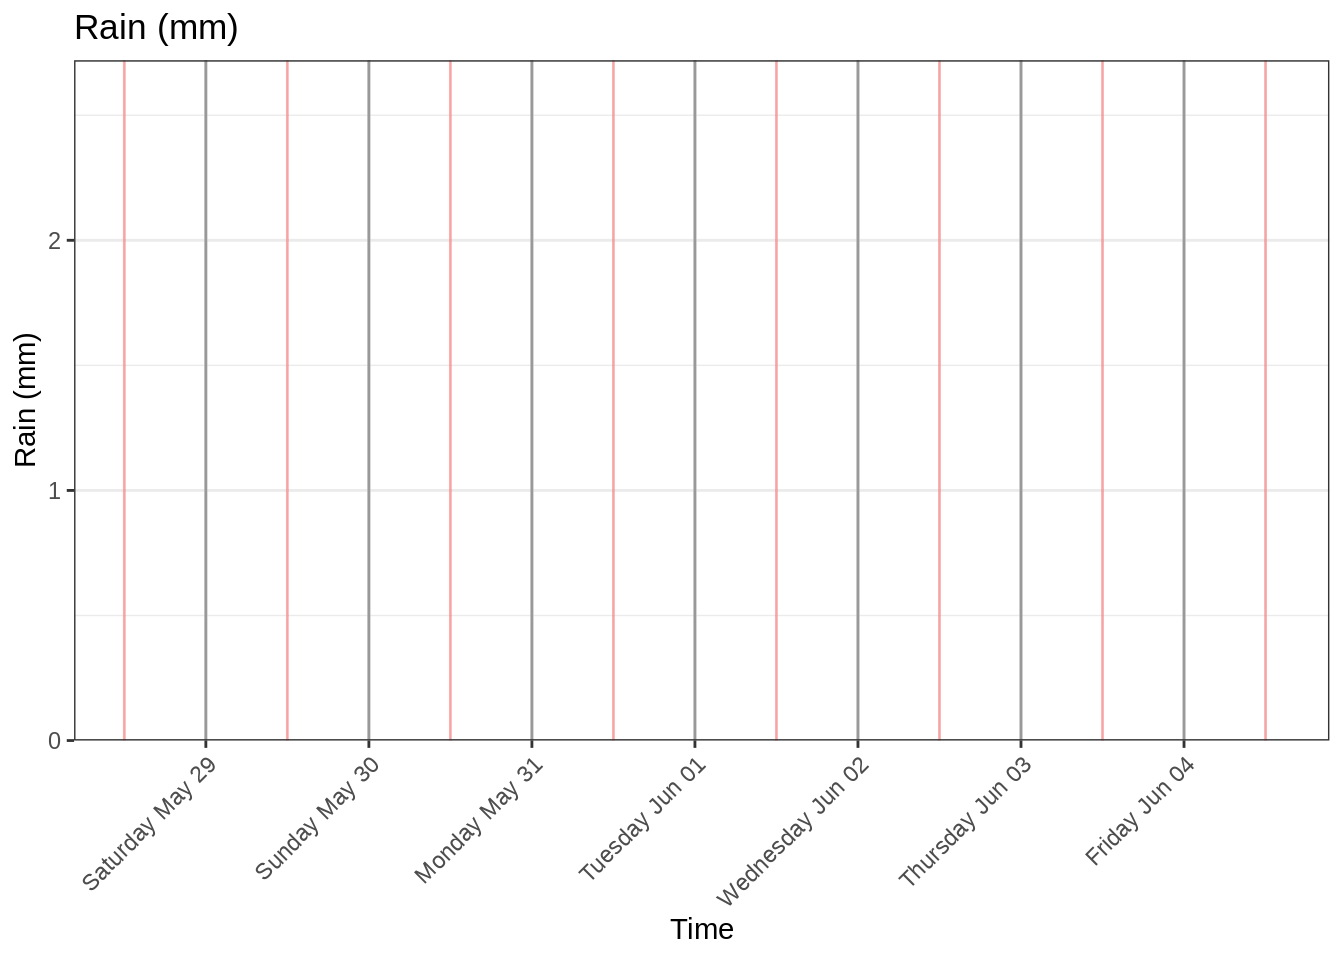 Rain (mm)
Rain (mm)
2
1
0
Saturday May 29
Sunday May 30
Monday May 31
Tuesday Jun 01
Wednesday Jun 02
Thursday Jun 03
Friday Jun 04
Time